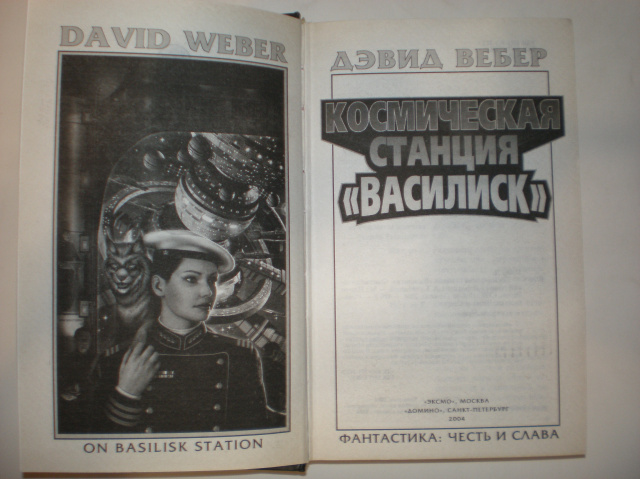 DAVID WEBER
ON BASILISK STATION
ДЭВИД ВЕБЕР
КОСМИЧЕСКАЯ
СТАНЦИЯ
«ВАСИЛИСК»
«ЭКСМО», МОСКВА
«ДОМИНО», САНКТ-ПЕТЕРБУРГ
2004
ФАНТАСТИКА: ЧЕСТЬ И СЛАВА